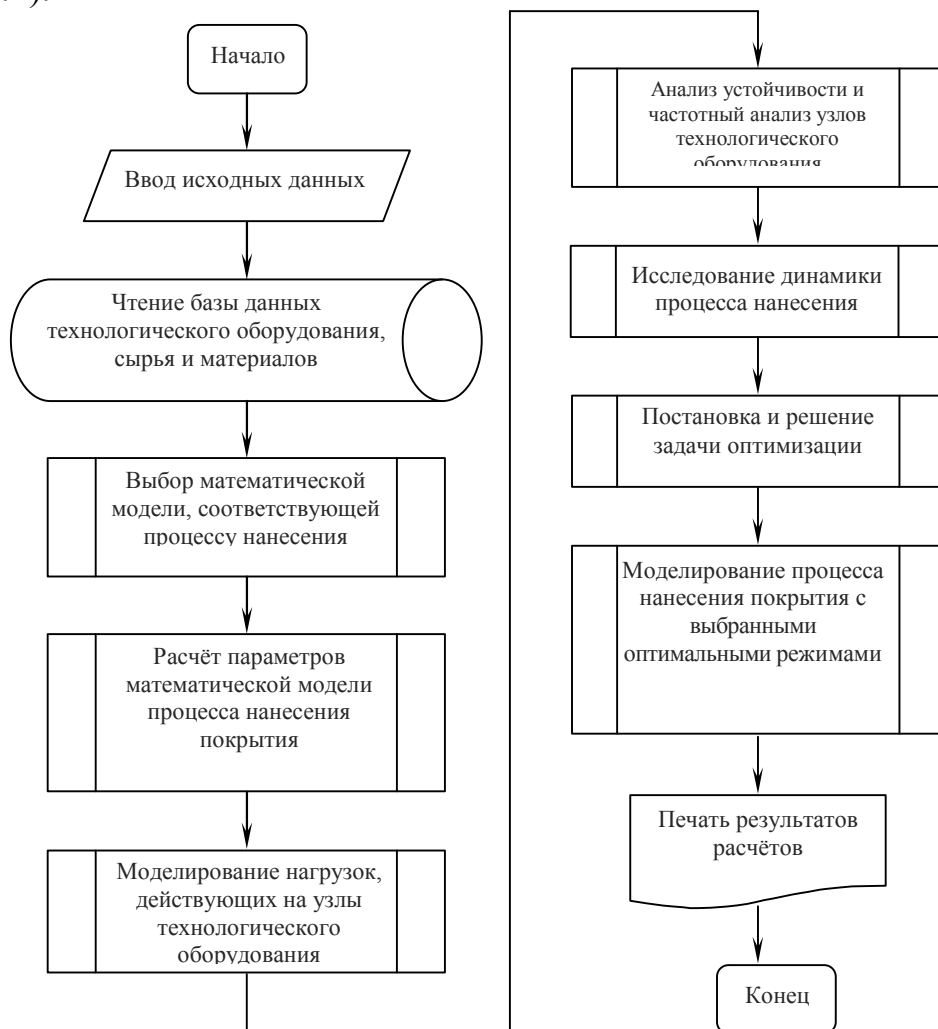 Начало
Ввод исходных данных
Чтение базы данных
технологического оборудования,
сырья и материалов
Выбор математической
модели, соответствующей
процессу нанесения
Расчёт параметров
математической модели
процесса нанесения
покрытия
Моделирование нагрузок,
действующих на узлы
технологического
оборудования
Анализ устойчивости и
частотный анализ узлов
технологического
оборудования
Исследование динамики
процесса нанесения
Постановка и решение
задачи оптимизации
Моделирование процесса
нанесения покрытия с
выбранными
оптимальными режимами
Печать результатов
расчётов
Конец